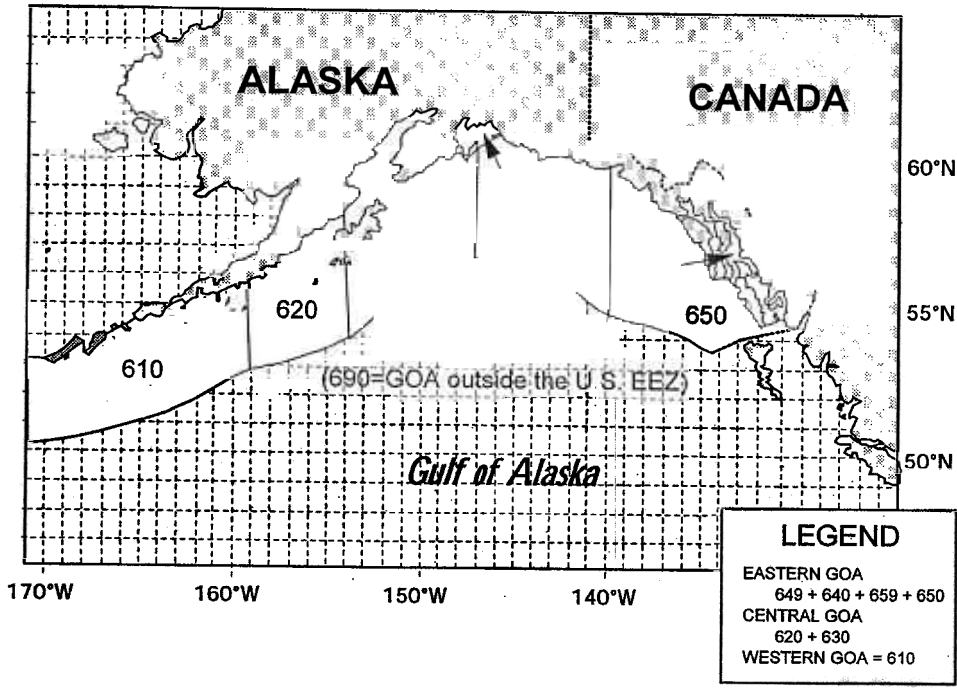 ALASKA
CANADA
60°N
620
55°N
650
610
(690=GOA outside the U S. EEZ)
50°N
Gulf of Alaska
170°W
160°W
150°W
140°W
LEGEND
EASTERN GOA
649 + 640 + 659 + 650
CENTRAL GOA
620 + 630
WESTERN GOA = 610